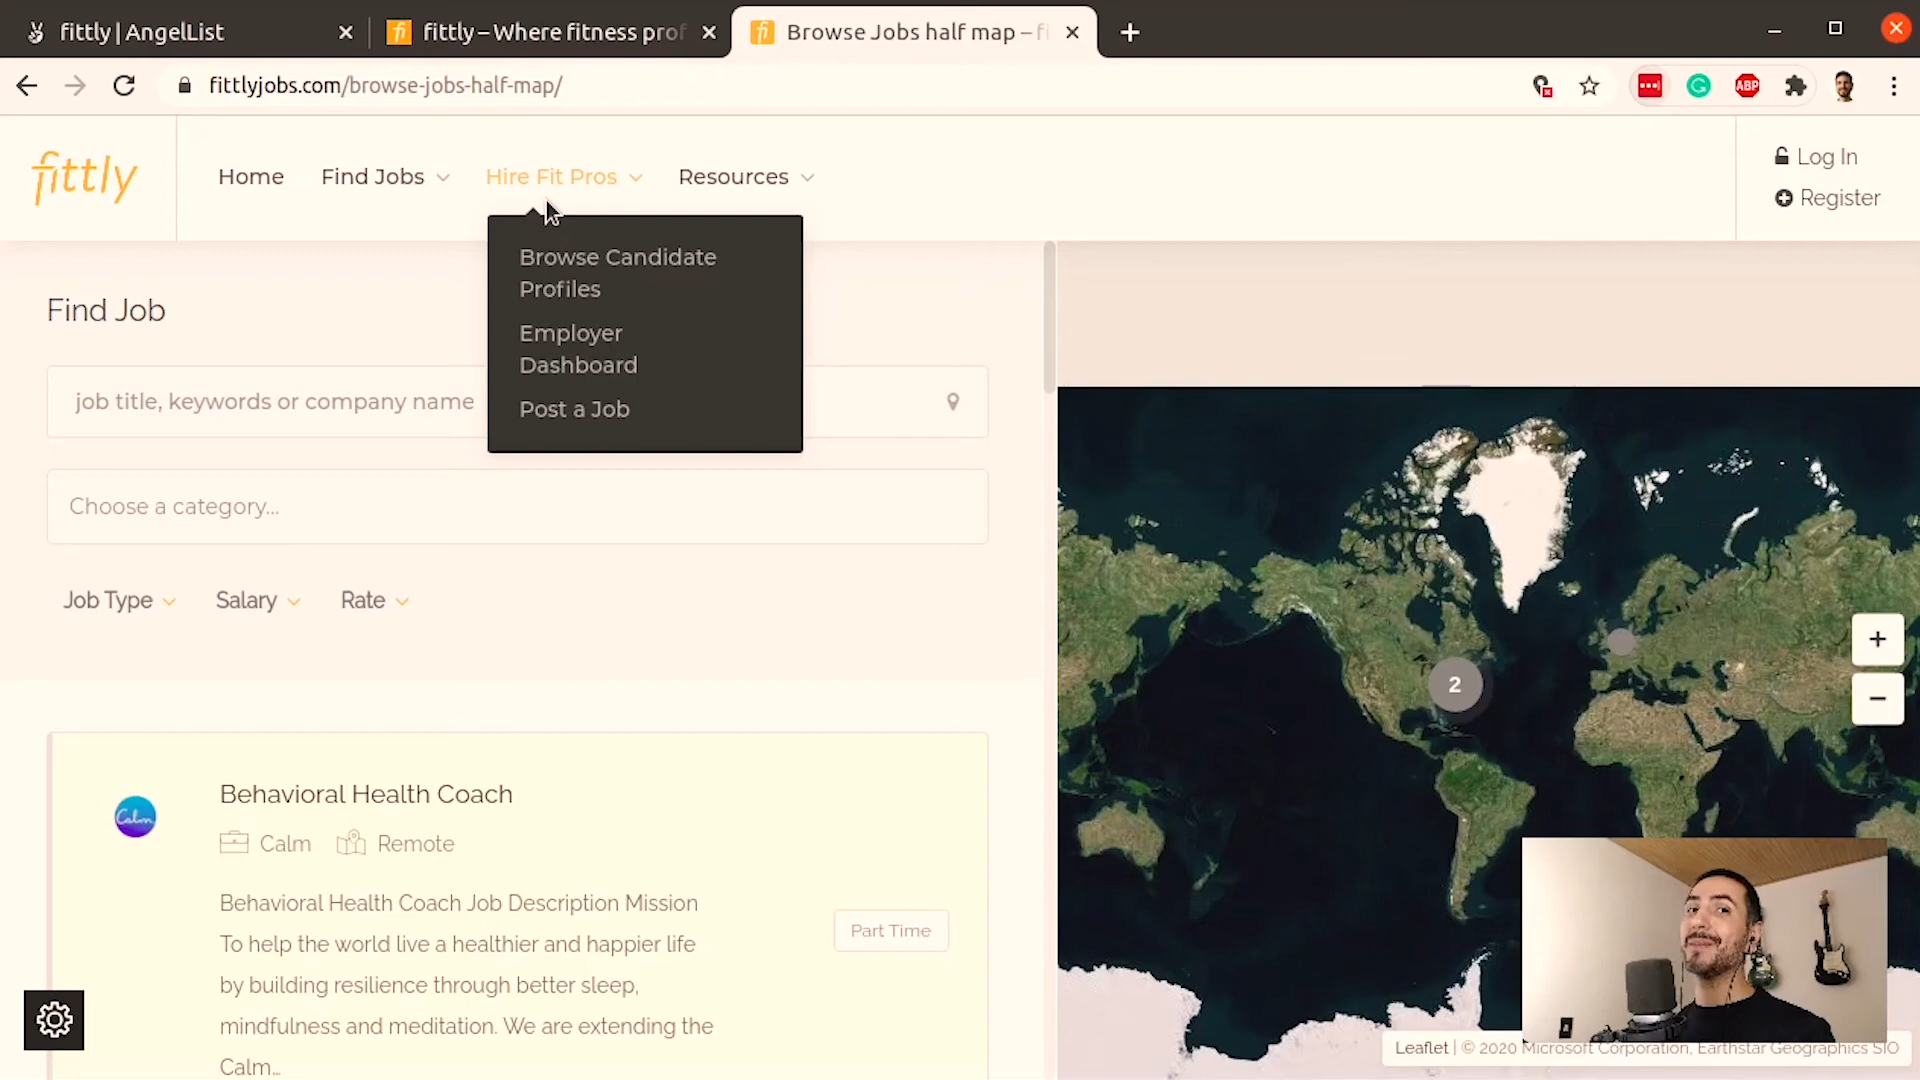 fittly | AngelList
fittly – Where fitness prof
Browse Jobs half map – fi
fittlyjobs.com/browse-jobs-half-map/
ABP
fittly
Home
Find Jobs
Hire Fit Pros
Resources
Log In
Register
Browse Candidate
Profiles
Employer
Dashboard
Post a Job
Find Job
job title, keywords or company name
Choose a category...
Job Type
Salary
Rate
+
2
−
Behavioral Health Coach
Calm
Calm
Remote
Behavioral Health Coach Job Description Mission
To help the world live a healthier and happier life
by building resilience through better sleep,
mindfulness and meditation. We are extending the
Calm...
Part Time
Leaflet | © 2020 Microsoft Corporation, Earthstar Geographics SIO